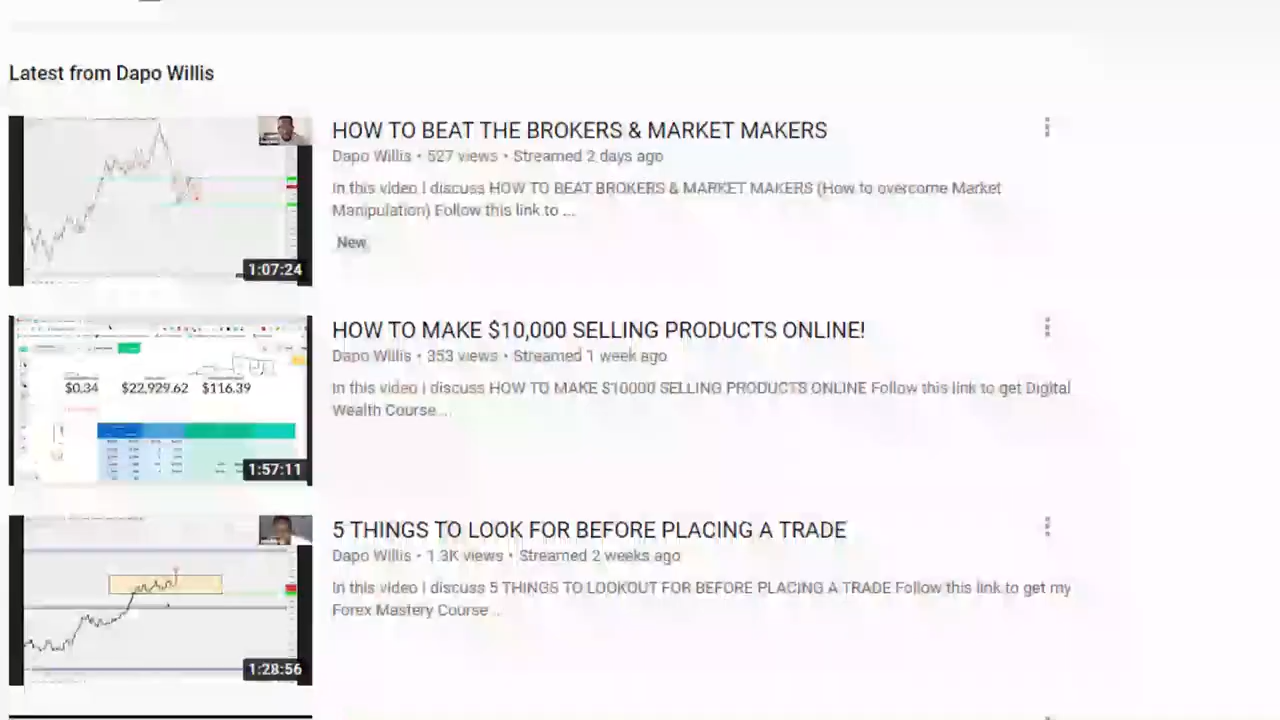 Latest from Dapo Willis
HOW TO BEAT THE BROKERS & MARKET MAKERS
Dapo Willis • 527 views • Streamed 2 days ago
In this video I discuss HOW TO BEAT BROKERS & MARKET MAKERS (How to overcome Market
Manipulation) Follow this link to ...
New
1:07:24
HOW TO MAKE $10,000 SELLING PRODUCTS ONLINE!
Dapo Willis • 353 views • Streamed 1 week ago
In this video I discuss HOW TO MAKE $10000 SELLING PRODUCTS ONLINE Follow this link to get Digital
Wealth Course ...
$0.34 $22,929.62 $116.39
1:57:11
5 THINGS TO LOOK FOR BEFORE PLACING A TRADE
Dapo Willis • 1.3K views • Streamed 2 weeks ago
In this video I discuss 5 THINGS TO LOOKOUT FOR BEFORE PLACING A TRADE Follow this link to get my
Forex Mastery Course ...
1:28:56